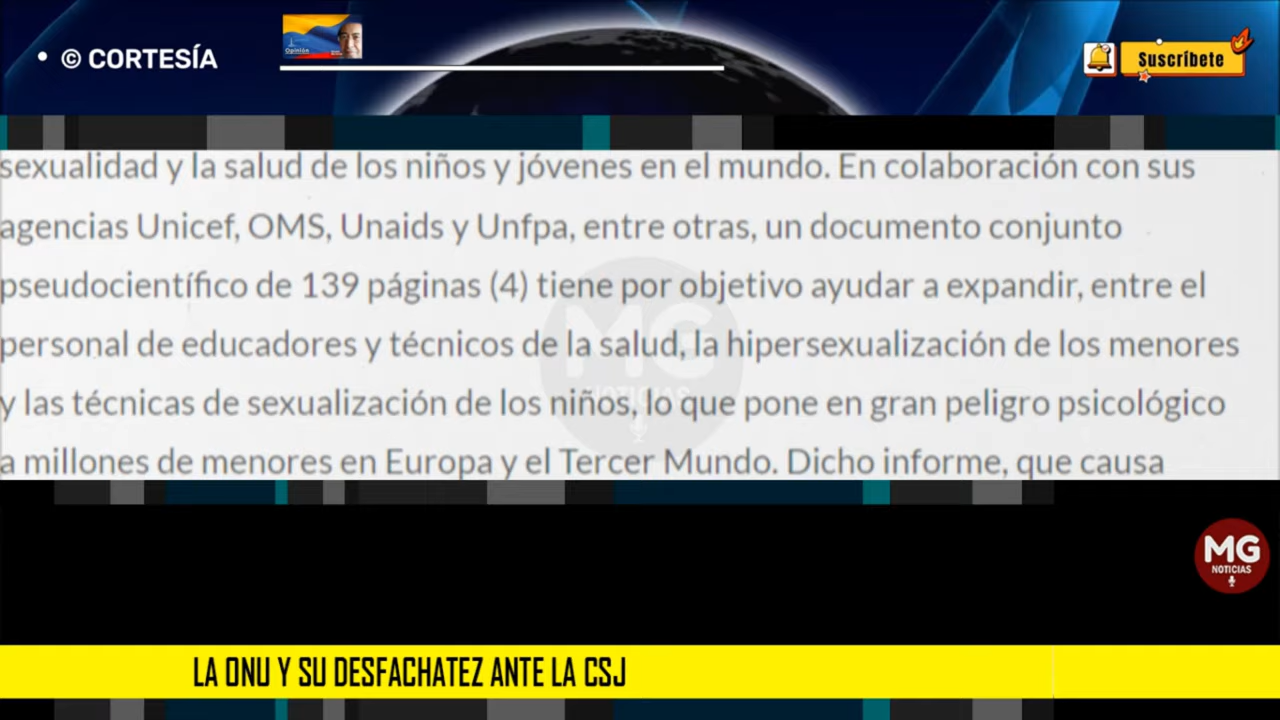 © CORTESÍA
Opinión
Suscríbete
sexualidad y la salud de los niños y jóvenes en el mundo. En colaboración con sus
agencias Unicef, OMS, Unaids y Unfpa, entre otras, un documento conjunto
pseudocientífico de 139 páginas (4) tiene por objetivo ayudar a expandir, entre el
personal de educadores y técnicos de la salud, la hipersexualización de los menores
y las técnicas de sexualización de los niños, lo que pone en gran peligro psicológico
a millones de menores en Europa y el Tercer Mundo. Dicho informe, que causa
MG
NOTICIAS
MG
NOTICIAS
LA ONU Y SU DESFACHATEZ ANTE LA CSJ